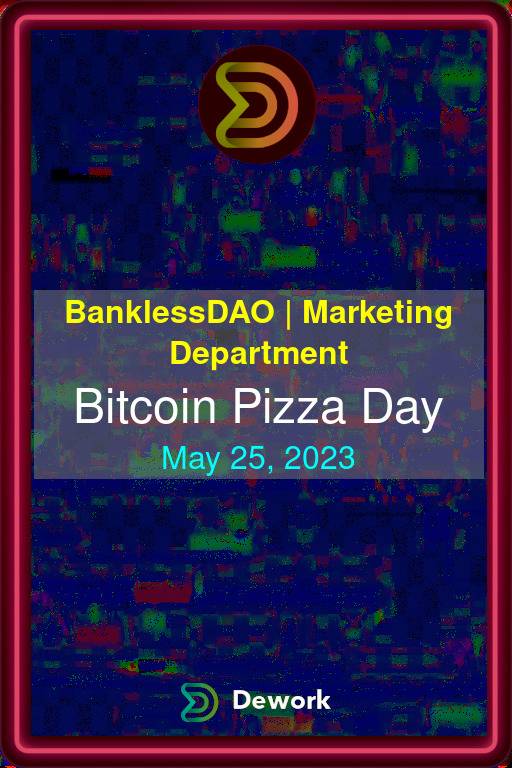 BanklessDAO | Marketing
Department
Bitcoin Pizza Day
May 25, 2023
Dework